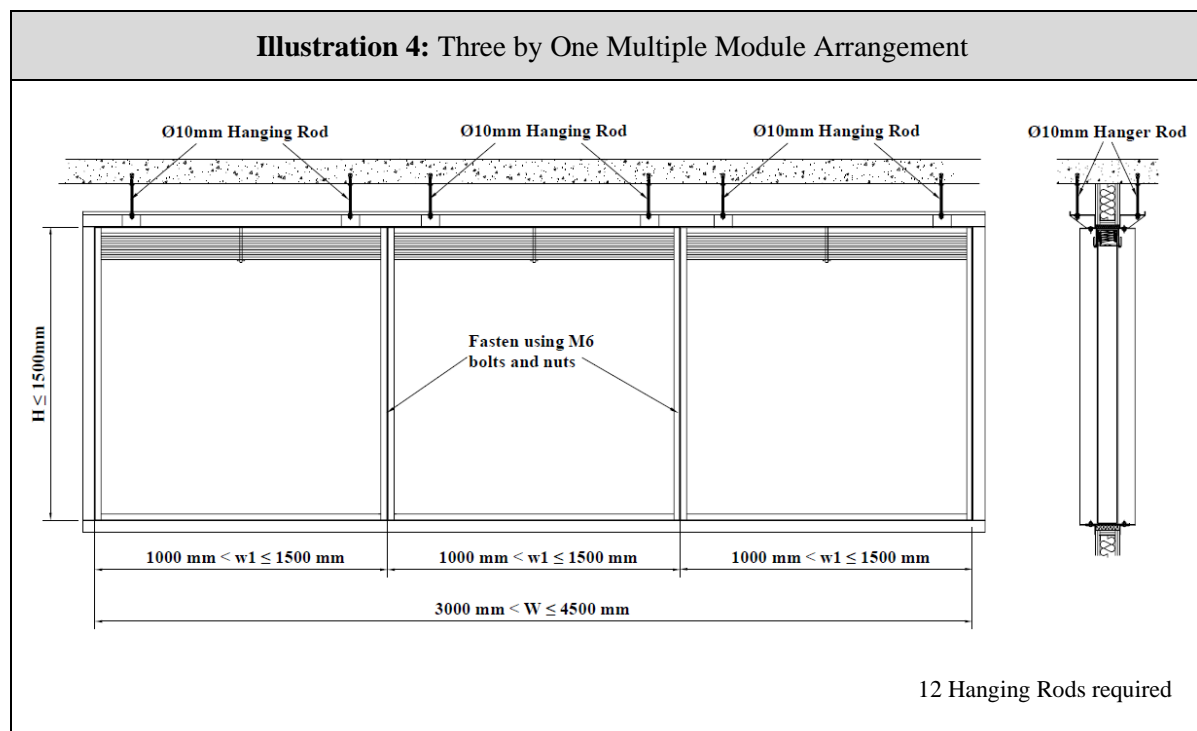 Illustration 4: Three by One Multiple Module Arrangement
Ø10mm Hanging Rod
Ø10mm Hanging Rod
Ø10mm Hanging Rod
Ø10mm Hanger Rod
H ≤ 1500mm
Fasten using M6
bolts and nuts
1000 mm < w1 ≤ 1500 mm
1000 mm < w1 ≤ 1500 mm
1000 mm < w1 ≤ 1500 mm
3000 mm < W ≤ 4500 mm
12 Hanging Rods required